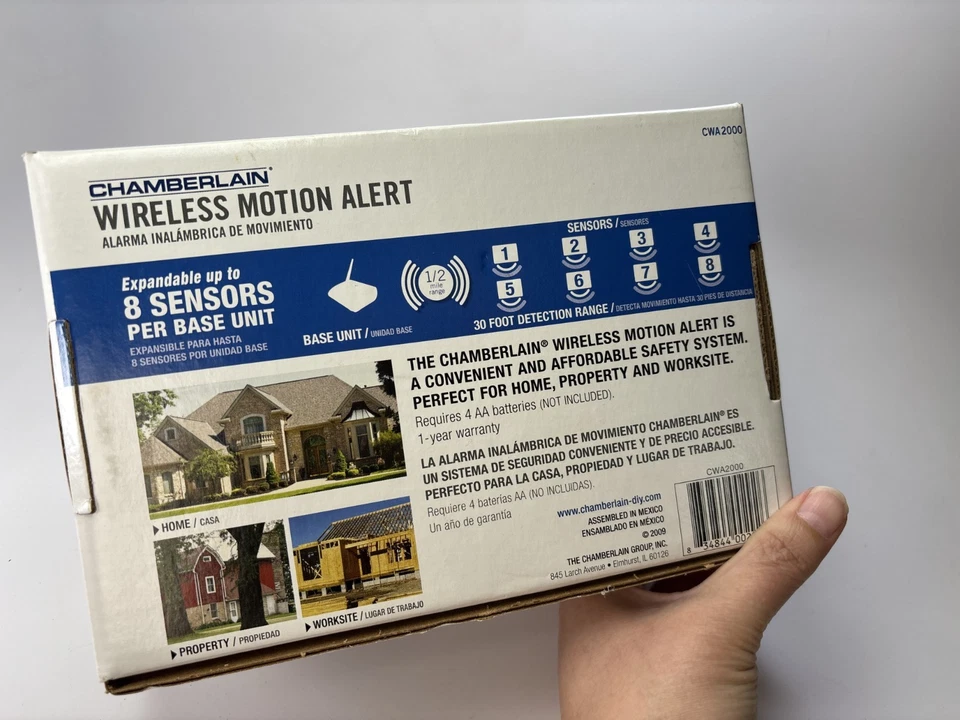 CWA2000
CHAMBERLAIN®
WIRELESS MOTION ALERT
ALARMA INALÁMBRICA DE MOVIMIENTO
Expandable up to
8 SENSORS
PER BASE UNIT
EXPANSIBLE PARA HASTA
8 SENSORES POR UNIDAD BASE
BASE UNIT / UNIDAD BASE
1/2
mile
range
SENSORS / SENSORES
1 2 3 4
5 6 7 8
30 FOOT DETECTION RANGE / DETECTA MOVIMIENTO HASTA 30 PIES DE DISTANCIA
THE CHAMBERLAIN® WIRELESS MOTION ALERT IS
A CONVENIENT AND AFFORDABLE SAFETY SYSTEM.
PERFECT FOR HOME, PROPERTY AND WORKSITE.
Requires 4 AA batteries (NOT INCLUDED).
1-year warranty
LA ALARMA INALÁMBRICA DE MOVIMIENTO CHAMBERLAIN® ES
UN SISTEMA DE SEGURIDAD CONVENIENTE Y DE PRECIO ACCESIBLE.
PERFECTO PARA LA CASA, PROPIEDAD Y LUGAR DE TRABAJO.
Requiere 4 baterías AA (NO INCLUIDAS).
Un año de garantía
HOME / CASA
PROPERTY / PROPIEDAD
WORKSITE / LUGAR DE TRABAJO
www.chamberlain-diy.com
ASSEMBLED IN MEXICO
ENSAMBLADO EN MÉXICO
© 2009
THE CHAMBERLAIN GROUP, INC.
845 Larch Avenue • Elmhurst, IL 60126
CWA2000
8 34844 00